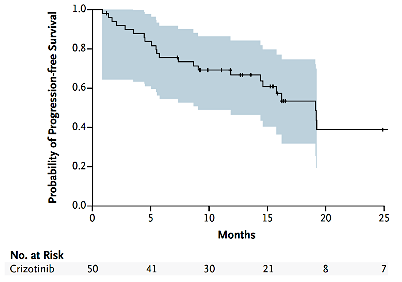 Probability of Progression-free Survival
1.0
0.8
0.6
0.4
0.2
0.0
0 5 10 15 20 25
Months
No. at Risk
Crizotinib 50 41 30 21 8 7